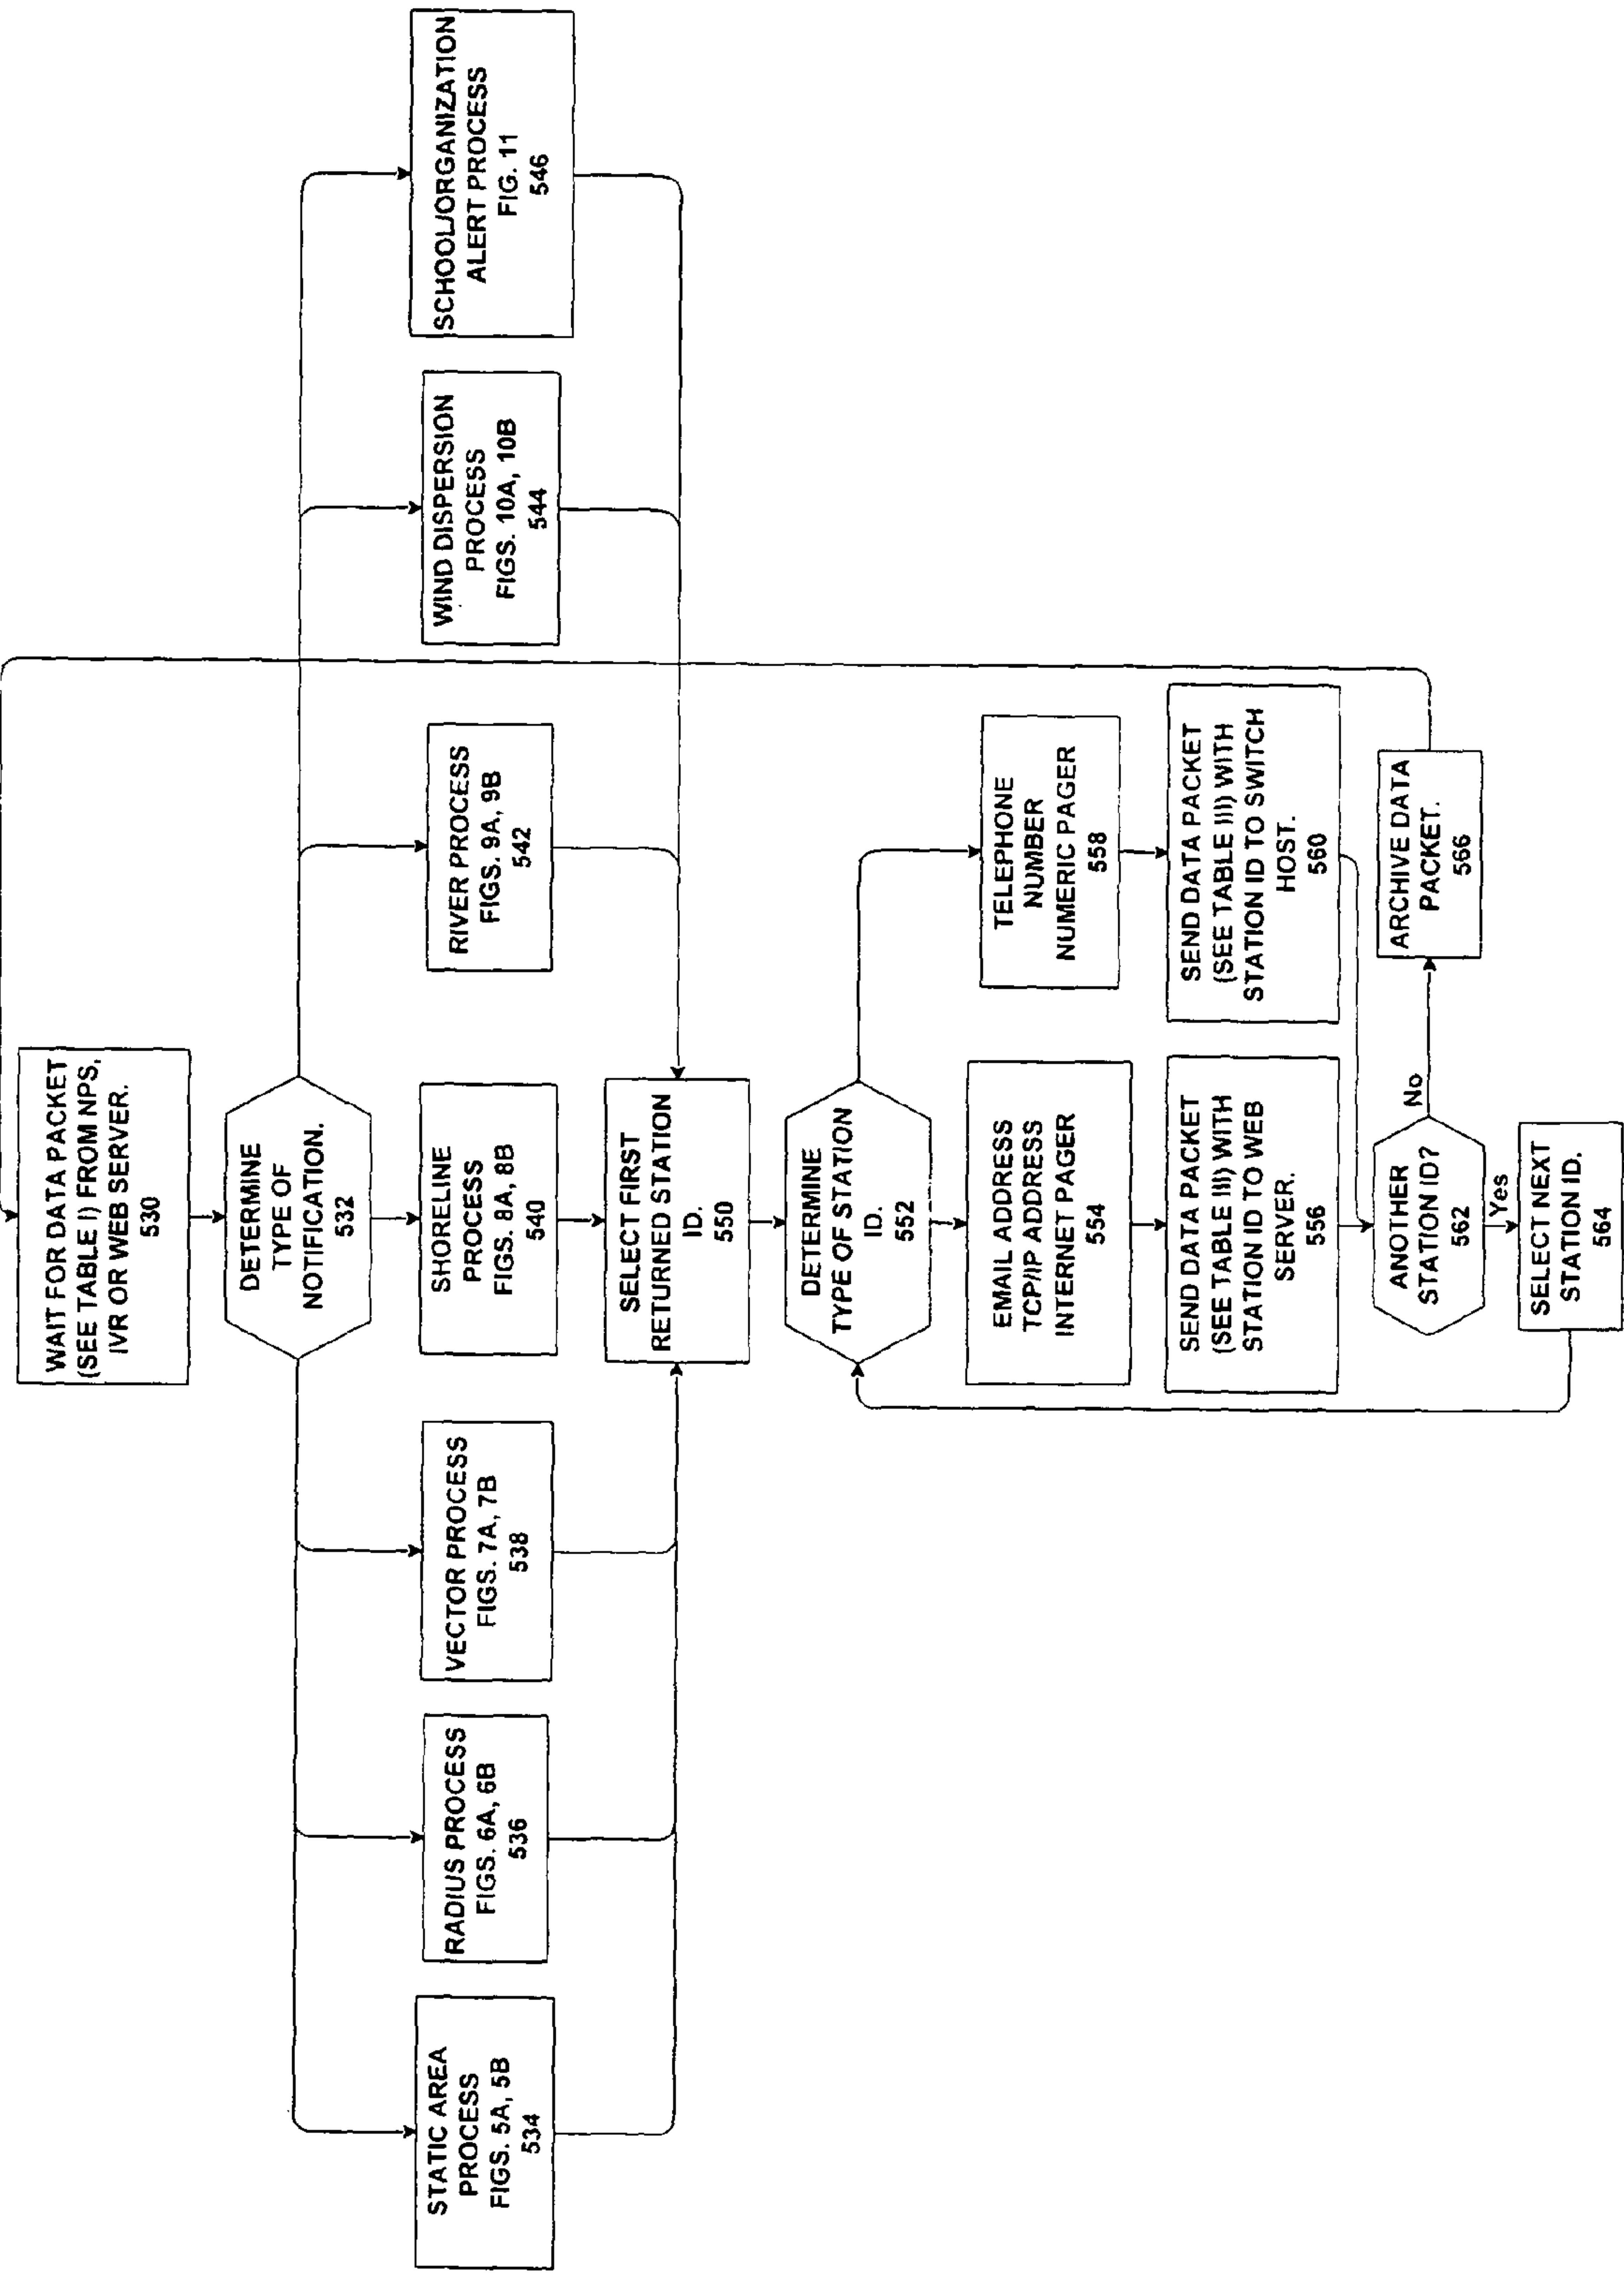 WAIT FOR DATA PACKET
(SEE TABLE I) FROM NPS,
IVR OR WEB SERVER.
530
DETERMINE
TYPE OF
NOTIFICATION.
532
STATIC AREA
PROCESS
FIGS. 5A, 5B
534
RADIUS PROCESS
FIGS. 6A, 6B
536
VECTOR PROCESS
FIGS. 7A, 7B
538
SHORELINE
PROCESS
FIGS. 8A, 8B
540
RIVER PROCESS
FIGS. 9A, 9B
542
WIND DISPERSION
PROCESS
FIGS. 10A, 10B
544
SCHOOL/ORGANIZATION
ALERT PROCESS
FIG. 11
546
SELECT FIRST
RETURNED STATION
ID.
550
DETERMINE
TYPE OF STATION
ID.
552
EMAIL ADDRESS
TCP/IP ADDRESS
INTERNET PAGER
554
TELEPHONE
NUMBER
NUMERIC PAGER
558
SEND DATA PACKET
(SEE TABLE III) WITH
STATION ID TO WEB
SERVER.
556
SEND DATA PACKET
(SEE TABLE III) WITH
STATION ID TO SWITCH
HOST.
560
ANOTHER
STATION ID?
562
No
ARCHIVE DATA
PACKET.
566
Yes
SELECT NEXT
STATION ID.
564